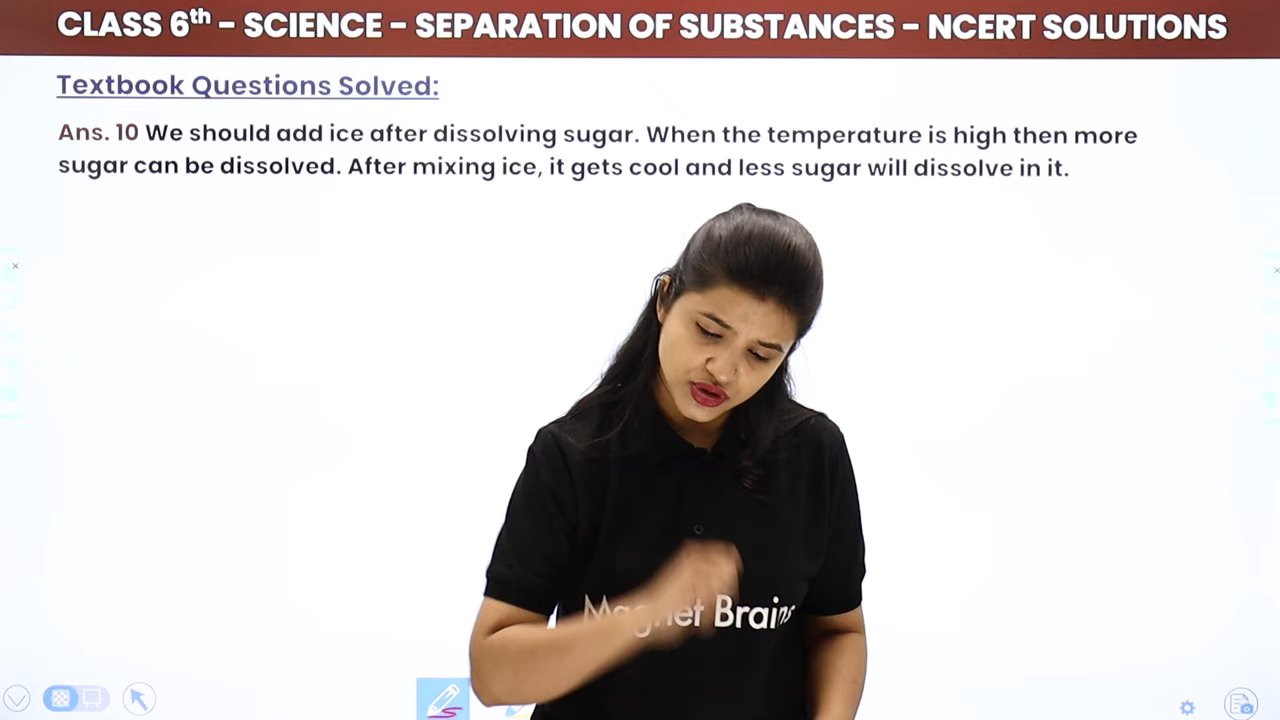 CLASS 6th - SCIENCE - SEPARATION OF SUBSTANCES - NCERT SOLUTIONS
Textbook Questions Solved:
Ans. 10 We should add ice after dissolving sugar. When the temperature is high then more
sugar can be dissolved. After mixing ice, it gets cool and less sugar will dissolve in it.
Magnet Brains